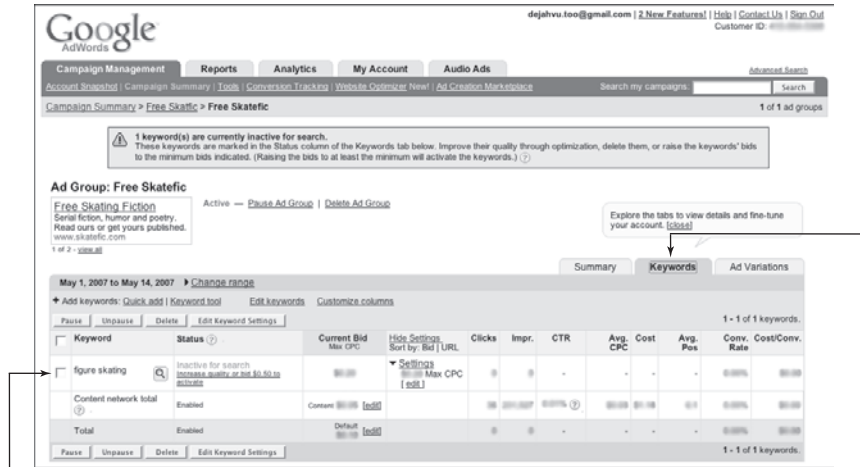 dejahvu.too@gmail.com | 2 New Features! | Help | Contact Us | Sign Out
Customer ID:
Google
AdWords
Campaign Management Reports Analytics My Account Audio Ads
Advanced Search
Account Snapshot | Campaign Summary | Tools | Conversion Tracking | Website Optimizer New! | Ad Creation Marketplace Search my campaigns: Search
Campaign Summary > Free Skatfic > Free Skatefic 1 of 1 ad groups
1 keyword(s) are currently inactive for search.
These keywords are marked in the Status column of the Keywords tab below. Improve their quality through optimization, delete them, or raise the keywords' bids
to the minimum bids indicated. (Raising the bids to at least the minimum will activate the keywords.) ?
Ad Group: Free Skatefic
Free Skating Fiction
Serial fiction, humor and poetry.
Read ours or get yours published.
www.skatefic.com
1 of 2 - view all
Active — Pause Ad Group | Delete Ad Group
Explore the tabs to view details and fine-tune
your account. [close]
Summary Keywords Ad Variations
May 1, 2007 to May 14, 2007 Change range
+ Add keywords: Quick add | Keyword tool Edit keywords Customize columns
Pause Unpause Delete Edit Keyword Settings 1 - 1 of 1 keywords.
Keyword Status ? Current Bid Max CPC Hide Settings Sort by: Bid | URL Clicks Impr. CTR Avg. CPC Cost Avg. Pos Conv. Rate Cost/Conv.
figure skating Inactive for search Increase quality or bid $0.50 to activate Settings Max CPC [ edit ]
Content network total ? Enabled Content [edit] ?
Total Enabled Default [edit]
Pause Unpause Delete Edit Keyword Settings 1 - 1 of 1 keywords.